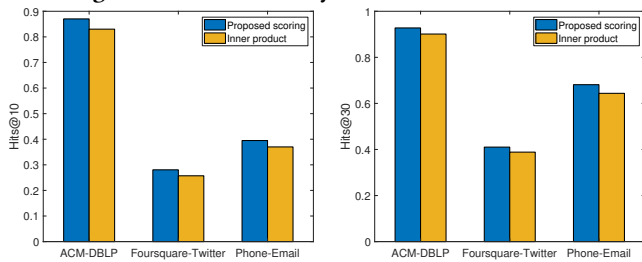 0.9
0.8
0.7
0.6
0.5
0.4
0.3
0.2
0.1
0
Hits@10
Proposed scoring
Inner product
ACM-DBLP Foursquare-Twitter Phone-Email
1
0.8
0.6
0.4
0.2
0
Hits@30
Proposed scoring
Inner product
ACM-DBLP Foursquare-Twitter Phone-Email